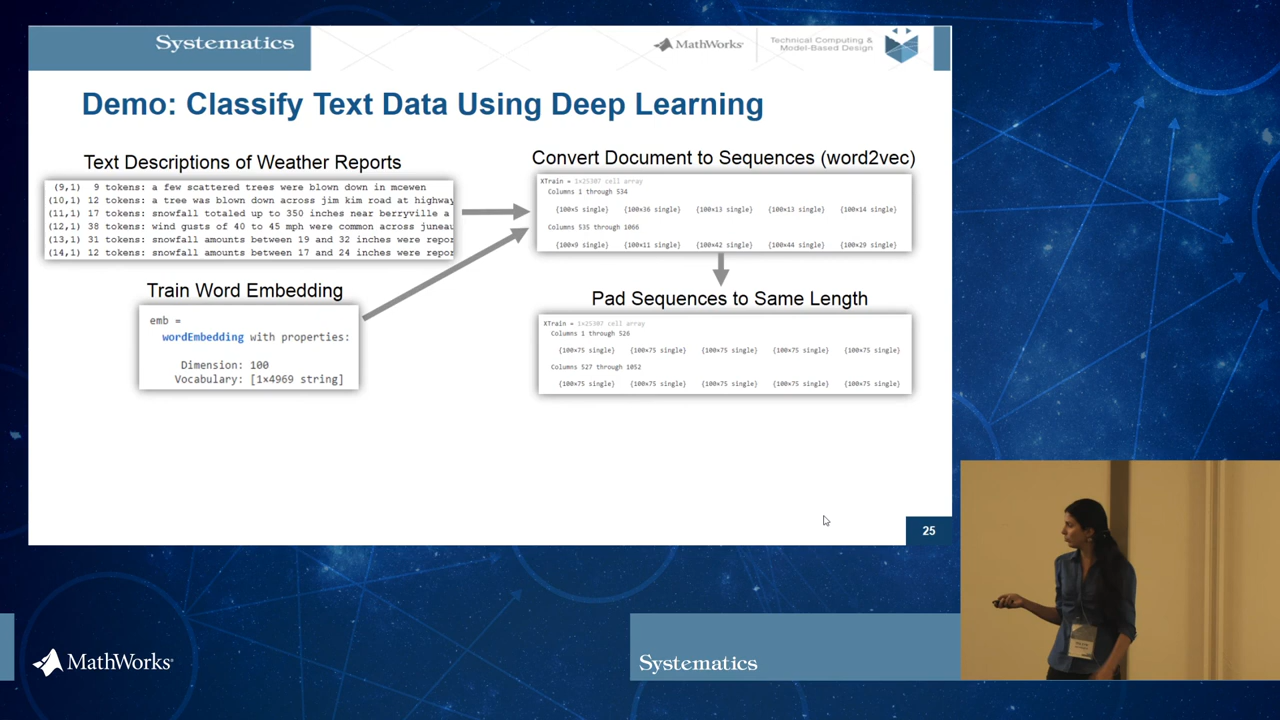 Systematics
MathWorks
Technical Computing &
Model-Based Design
Demo: Classify Text Data Using Deep Learning
Text Descriptions of Weather Reports
(9,1) 9 tokens: a few scattered trees were blown down in mcewen
(10,1) 12 tokens: a tree was blown down across jim kim road at highway
(11,1) 17 tokens: snowfall totaled up to 350 inches near berryville a
(12,1) 38 tokens: wind gusts of 40 to 45 mph were common across juneau
(13,1) 31 tokens: snowfall amounts between 19 and 32 inches were repor
(14,1) 12 tokens: snowfall amounts between 17 and 24 inches were repor
Train Word Embedding
emb =
wordEmbedding with properties:
Dimension: 100
Vocabulary: [1×4969 string]
Convert Document to Sequences (word2vec)
XTrain = 1×25307 cell array
Columns 1 through 534
{100×5 single} {100×36 single} {100×13 single} {100×13 single} {100×14 single}
Columns 535 through 1066
{100×9 single} {100×11 single} {100×42 single} {100×44 single} {100×29 single}
Pad Sequences to Same Length
XTrain = 1×25307 cell array
Columns 1 through 526
{100×75 single} {100×75 single} {100×75 single} {100×75 single} {100×75 single}
Columns 527 through 1052
{100×75 single} {100×75 single} {100×75 single} {100×75 single} {100×75 single}
25
MathWorks
Systematics